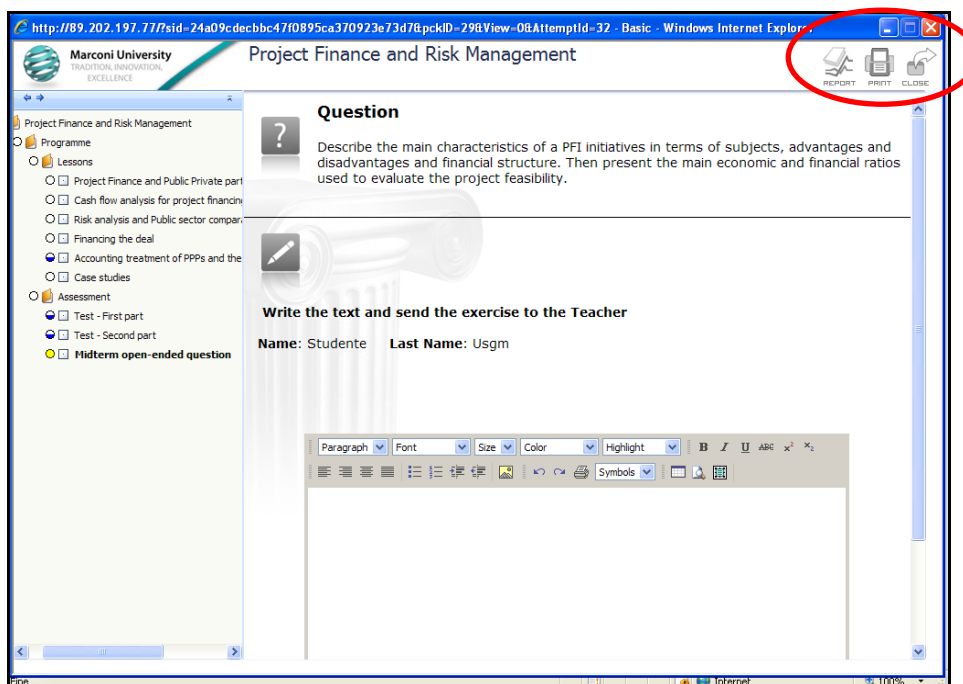 http://89.202.197.77/?sid=24a09cdecbbc47f0895ca370923e73d7&pckID=29&View=0&AttemptId=32 - Basic - Windows Internet Explorer
Marconi University
TRADITION, INNOVATION,
EXCELLENCE
Project Finance and Risk Management
REPORT PRINT CLOSE
Project Finance and Risk Management
Programme
Lessons
Project Finance and Public Private part
Cash flow analysis for project financin
Risk analysis and Public sector compar
Financing the deal
Accounting treatment of PPPs and the
Case studies
Assessment
Test - First part
Test - Second part
Midterm open-ended question
Question
Describe the main characteristics of a PFI initiatives in terms of subjects, advantages and
disadvantages and financial structure. Then present the main economic and financial ratios
used to evaluate the project feasibility.
Write the text and send the exercise to the Teacher
Name: Studente Last Name: Usgm
Paragraph Font Size Color Highlight B I U ABC x² x₂
Symbols
Fine Internet 100%